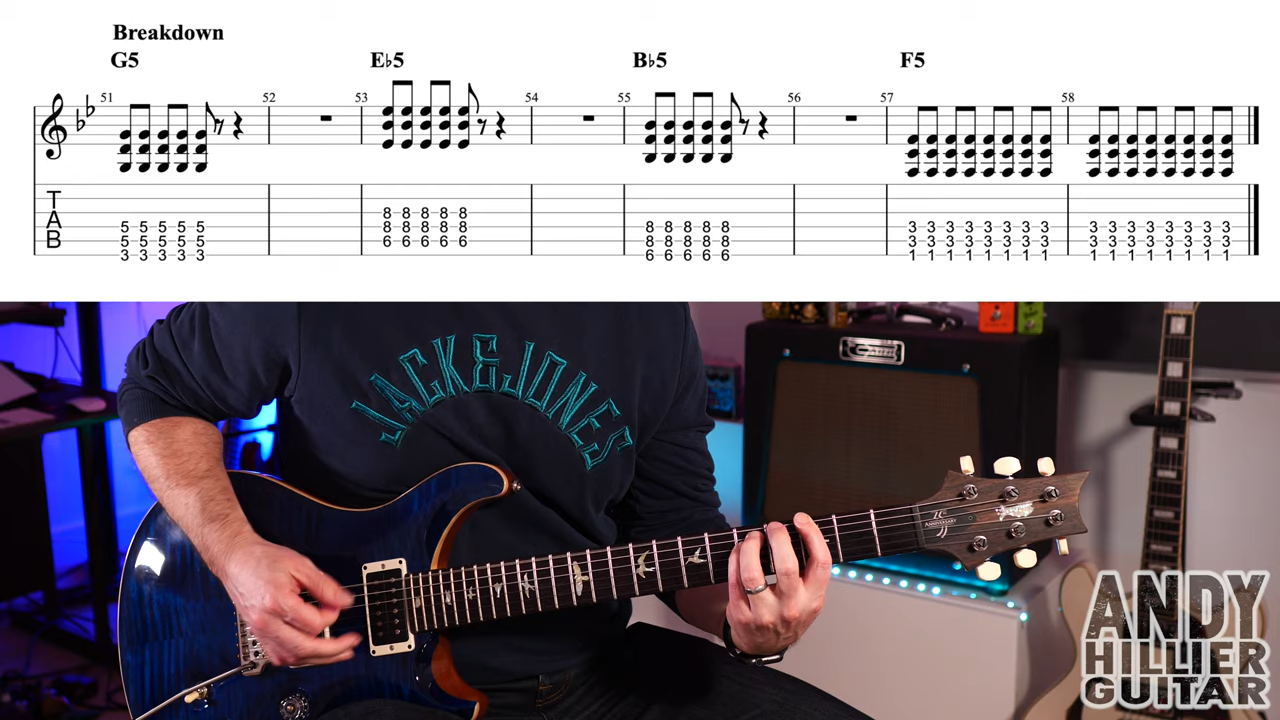 Breakdown
G5 E♭5 B♭5 F5
51 52 53 54 55 56 57 58
T
A
B
5 5 5 5 5
5 5 5 5 5
3 3 3 3 3
8 8 8 8 8
8 8 8 8 8
6 6 6 6 6
8 8 8 8 8
8 8 8 8 8
6 6 6 6 6
3 3 3 3 3 3 3 3
3 3 3 3 3 3 3 3
1 1 1 1 1 1 1 1
3 3 3 3 3 3 3 3
3 3 3 3 3 3 3 3
1 1 1 1 1 1 1 1
JACK&JONES
ANNIVERSARY
ANDY
HILLIER
GUITAR